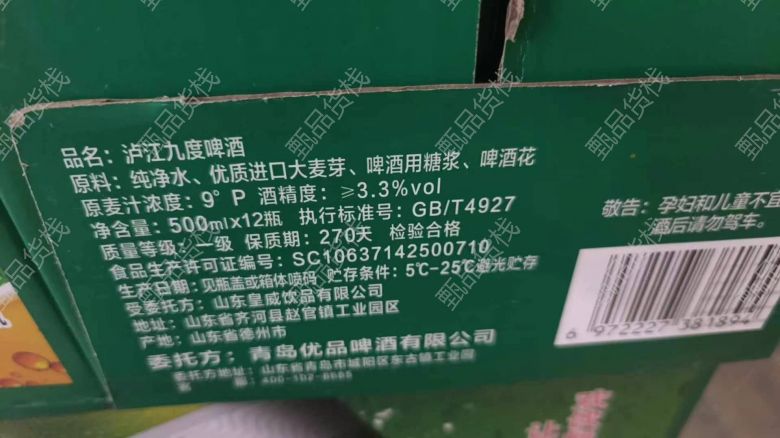 品名：泸江九度啤酒
原料：纯净水、优质进口大麦芽、啤酒用糖浆、啤酒花
原麦汁浓度：9°P 酒精度：≥3.3%vol
净含量：500ml×12瓶 执行标准号：GB/T4927
质量等级：一级 保质期：270天 检验合格
食品生产许可证编号：SC10637142500710
生产日期：见瓶盖或箱体喷码 贮存条件：5℃-25℃避光贮存
受委托方：山东皇威饮品有限公司
地址：山东省齐河县赵官镇工业园区
产地：山东省德州市
委托方：青岛优品啤酒有限公司
委托方地址：山东省青岛市城阳区东古镇工业园
敬告：孕妇和儿童不宜
酒后请勿驾车。
6 972227 381892
甄品货栈